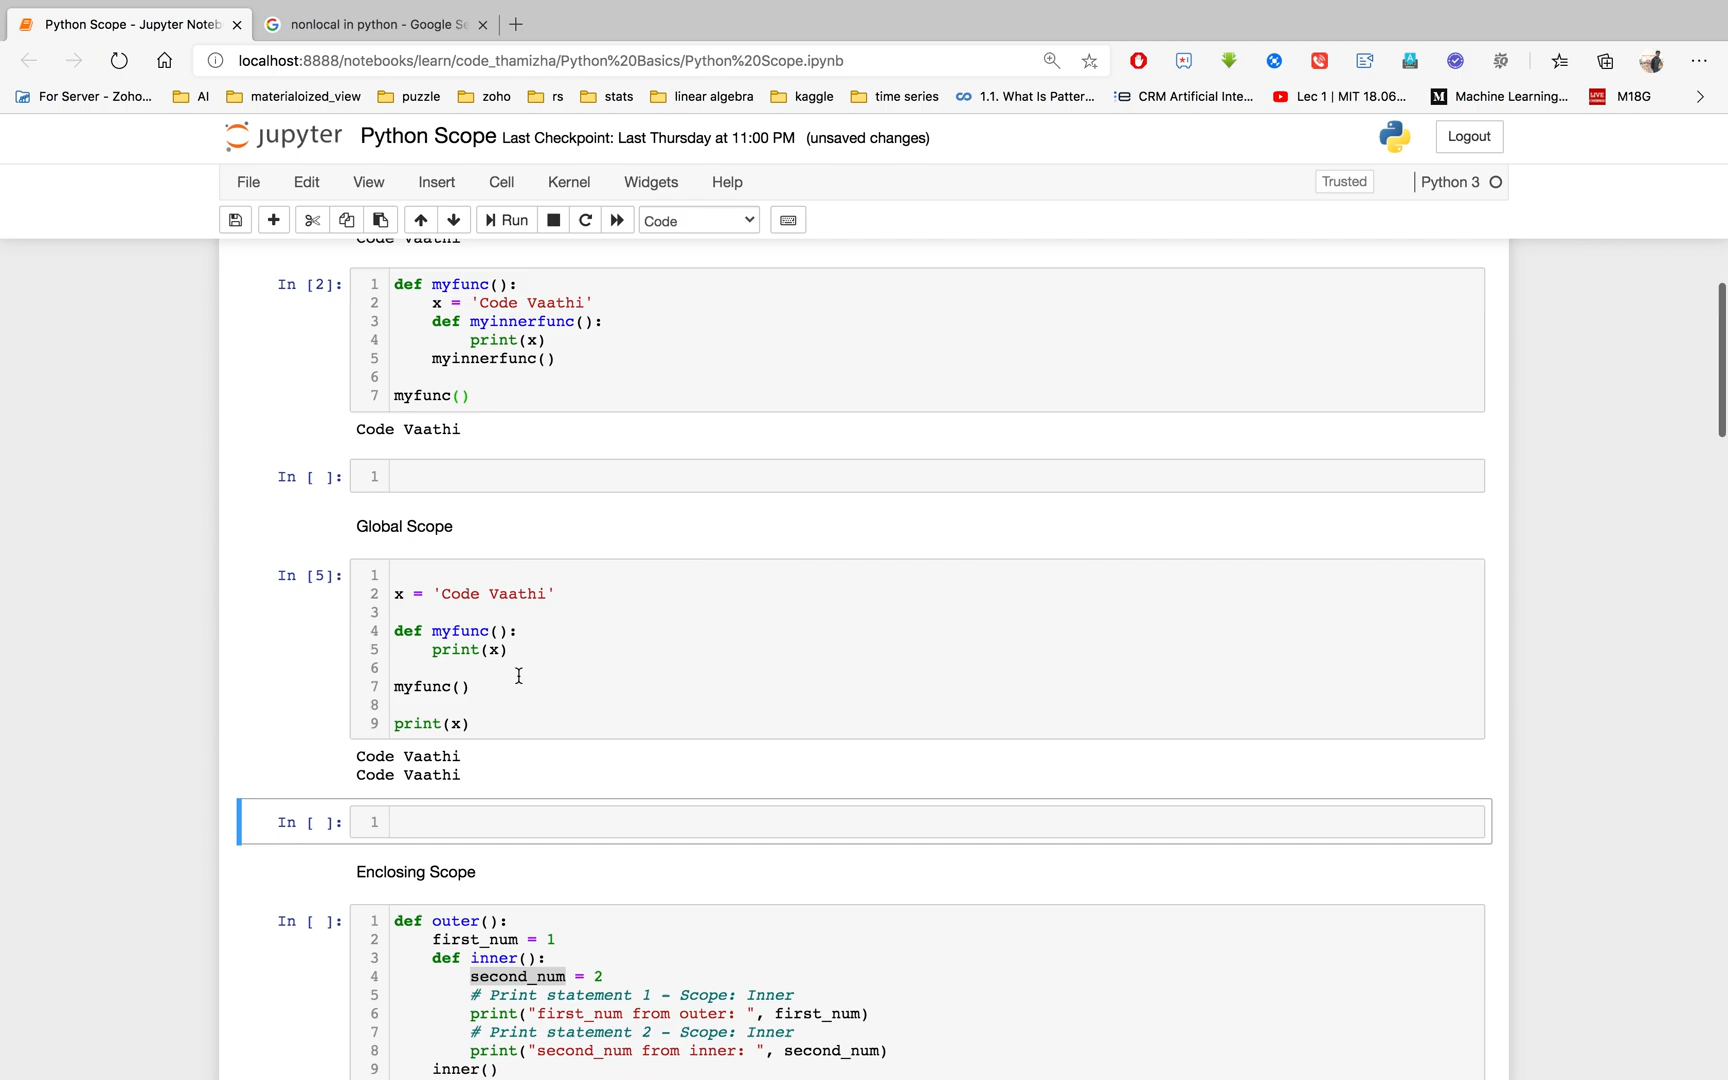 Python Scope - Jupyter Noteb
nonlocal in python - Google Se
localhost:8888/notebooks/learn/code_thamizha/Python%20Basics/Python%20Scope.ipynb
For Server - Zoho...
AI
materialoized_view
puzzle
zoho
rs
stats
linear algebra
kaggle
time series
1.1. What Is Patter...
CRM Artificial Inte...
Lec 1 | MIT 18.06...
Machine Learning...
M18G
jupyter Python Scope Last Checkpoint: Last Thursday at 11:00 PM (unsaved changes)
Logout
File Edit View Insert Cell Kernel Widgets Help
Trusted
Python 3
Run
Code
Code Vaathi
In [2]:
1 def myfunc():
2 x = 'Code Vaathi'
3 def myinnerfunc():
4 print(x)
5 myinnerfunc()
6
7 myfunc()
Code Vaathi
In [ ]: 1
Global Scope
In [5]:
1
2 x = 'Code Vaathi'
3
4 def myfunc():
5 print(x)
6
7 myfunc()
8
9 print(x)
Code Vaathi
Code Vaathi
In [ ]: 1
Enclosing Scope
In [ ]:
1 def outer():
2 first_num = 1
3 def inner():
4 second_num = 2
5 # Print statement 1 - Scope: Inner
6 print("first_num from outer: ", first_num)
7 # Print statement 2 - Scope: Inner
8 print("second_num from inner: ", second_num)
9 inner()